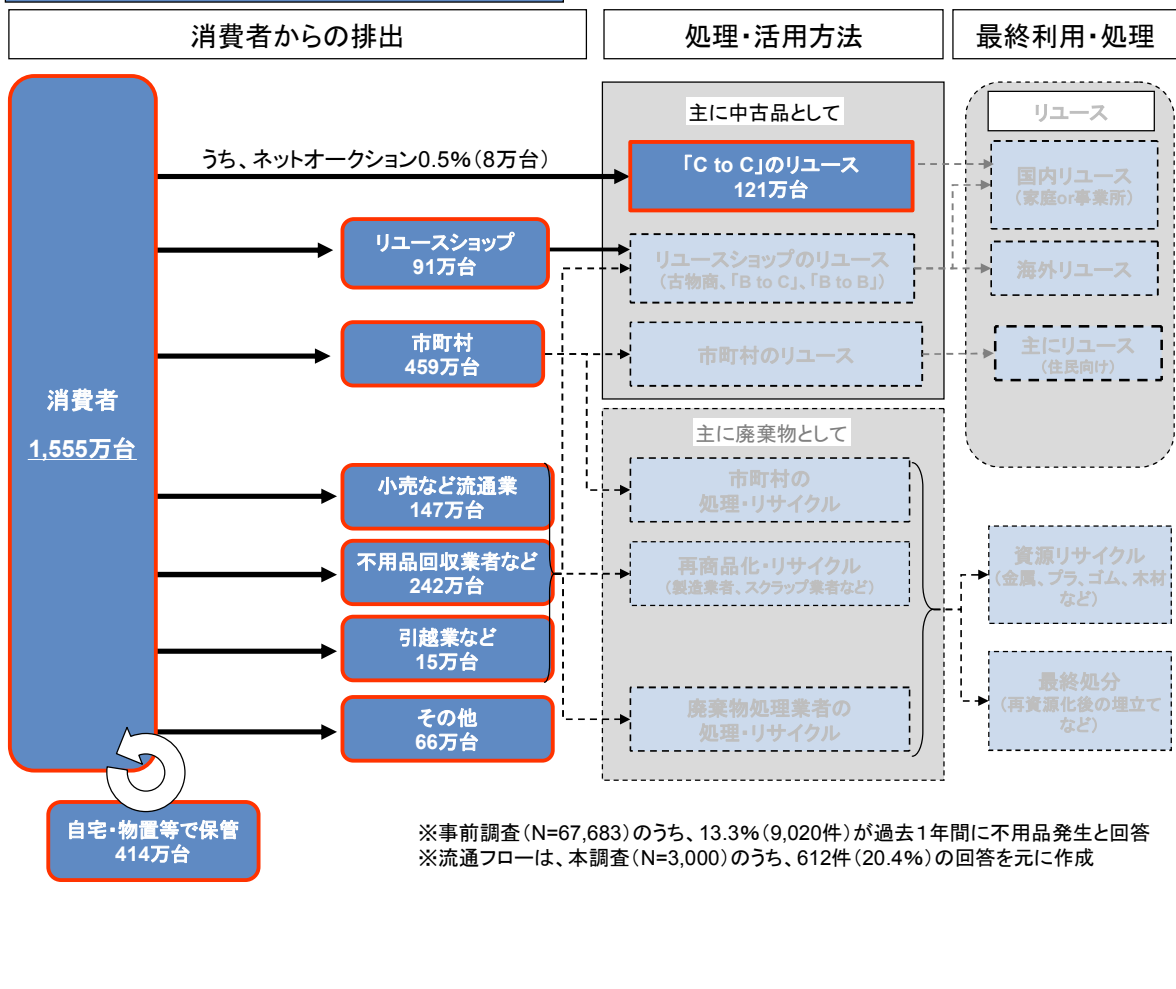 消費者からの排出
処理・活用方法
最終利用・処理
消費者
1,555万台
うち、ネットオークション0.5%(8万台)
リユースショップ
91万台
市町村
459万台
小売など流通業
147万台
不用品回収業者など
242万台
引越業など
15万台
その他
66万台
自宅・物置等で保管
414万台
主に中古品として
「C to C」のリユース
121万台
リユースショップのリユース
(古物商、「B to C」、「B to B」)
市町村のリユース
主に廃棄物として
市町村の
処理・リサイクル
再商品化・リサイクル
(製造業者、スクラップ業者など)
廃棄物処理業者の
処理・リサイクル
リユース
国内リユース
(家庭or事業所)
海外リユース
主にリユース
(住民向け)
資源リサイクル
(金属、プラ、ゴム、木材
など)
最終処分
(再資源化後の埋立て
など)
※事前調査(N=67,683)のうち、13.3%(9,020件)が過去1年間に不用品発生と回答
※流通フローは、本調査(N=3,000)のうち、612件(20.4%)の回答を元に作成